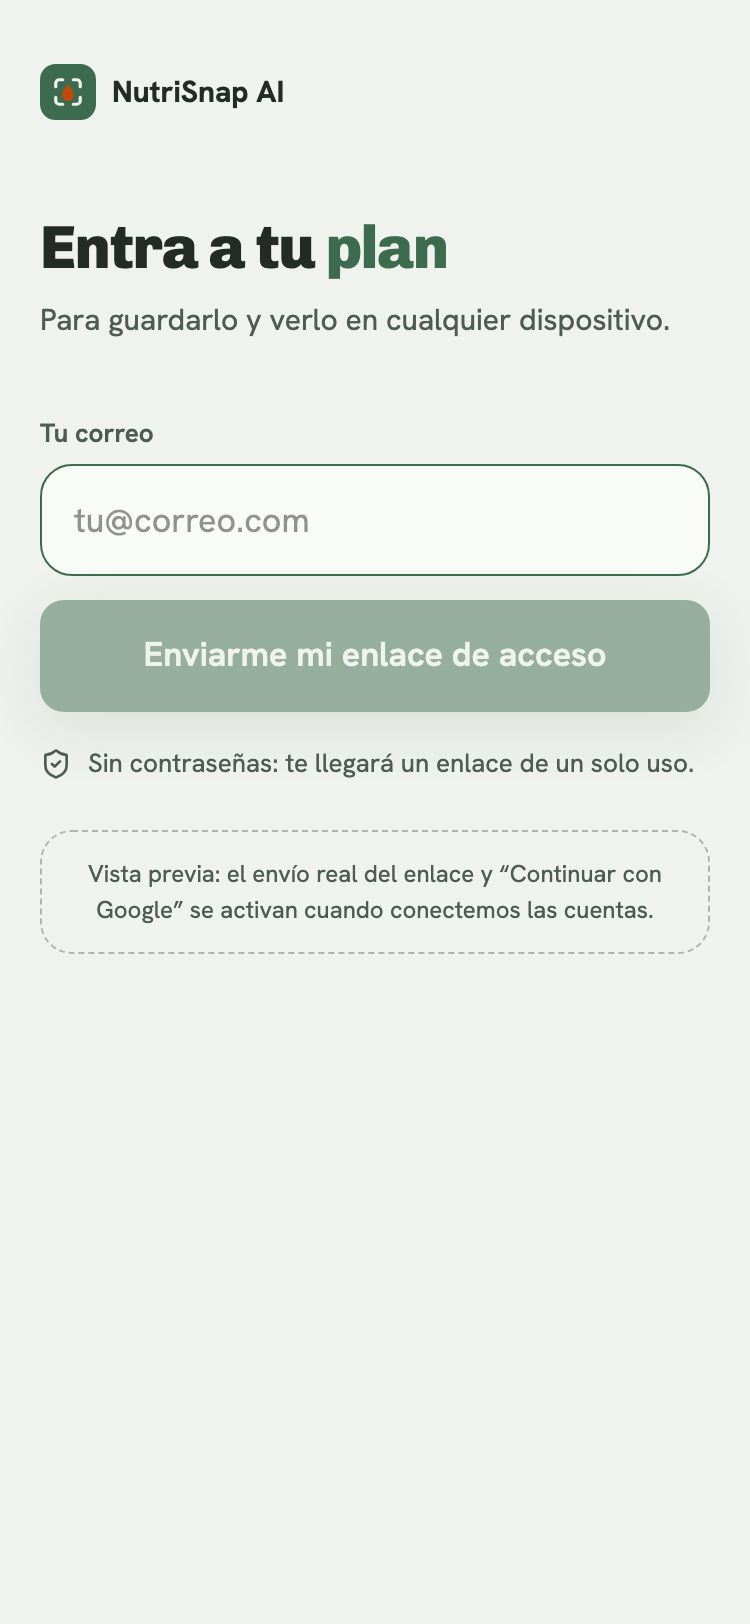 NutriSnap AI
Entra a tu plan
Para guardarlo y verlo en cualquier dispositivo.
Tu correo
tu@correo.com
Enviarme mi enlace de acceso
Sin contraseñas: te llegará un enlace de un solo uso.
Vista previa: el envío real del enlace y “Continuar con
Google” se activan cuando conectemos las cuentas.